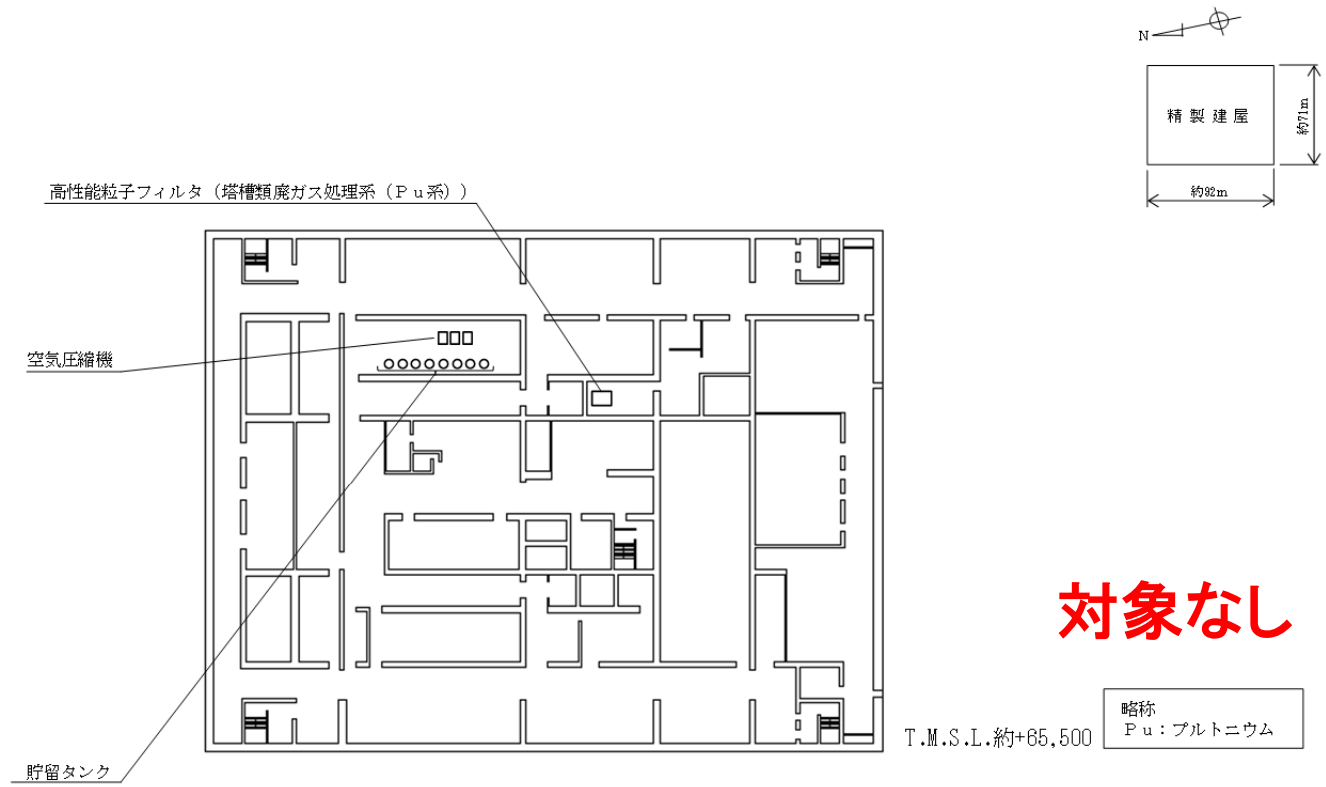 N
精製建屋
約71m
約92m
高性能粒子フィルタ（塔槽類廃ガス処理系（Ｐｕ系））
空気圧縮機
対象なし
略称
Ｐｕ：プルトニウム
T.M.S.L.約+65,500
貯留タンク